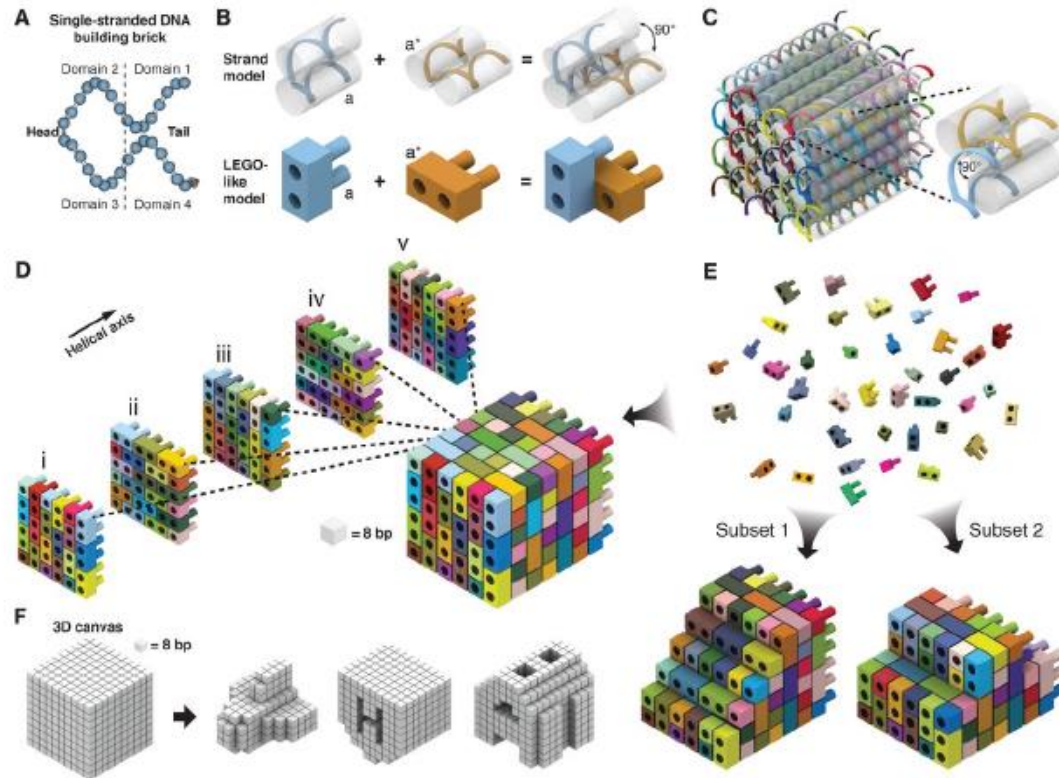 A
Single-stranded DNA
building brick
Domain 2
Domain 1
Head
Tail
Domain 3
Domain 4
B
Strand
model
a
+
a*
=
90°
LEGO-
like model
a
+
a*
=
C
90°
D
Helical axis
i
ii
iii
iv
v
= 8 bp
E
Subset 1
Subset 2
F
3D canvas
= 8 bp
H